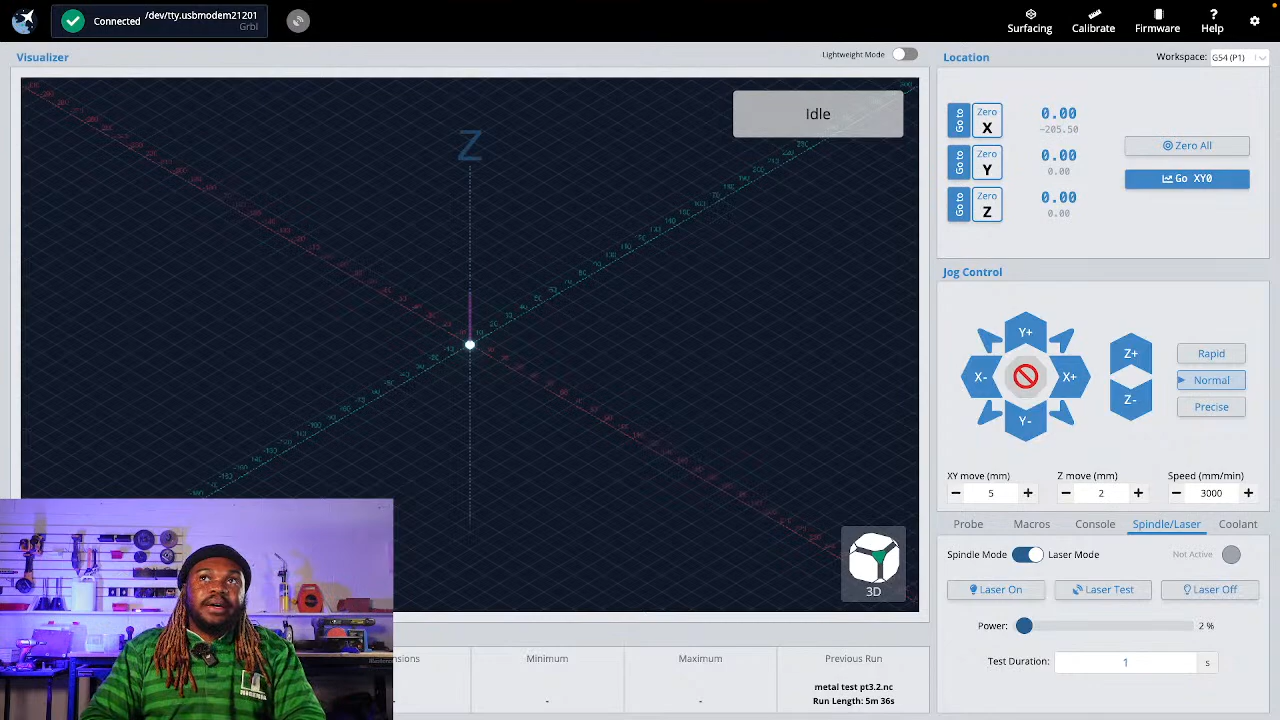 Connected
/dev/tty.usbmodem21201
Grbl
Surfacing
Calibrate
Firmware
Help
Visualizer
Lightweight Mode
Idle
Z
3D
Location
Workspace:
G54 (P1)
Go to
Zero
X
0.00
-205.50
Go to
Zero
Y
0.00
0.00
Go to
Zero
Z
0.00
0.00
Zero All
Go XY0
Jog Control
Y+
X-
X+
Y-
Z+
Z-
Rapid
Normal
Precise
XY move (mm)
Z move (mm)
Speed (mm/min)
5
2
3000
Probe
Macros
Console
Spindle/Laser
Coolant
Spindle Mode
Laser Mode
Not Active
Laser On
Laser Test
Laser Off
Power:
2 %
Test Duration:
1
s
Minimum
Maximum
Previous Run
-
-
metal test pt3.2.nc
Run Length: 5m 36s